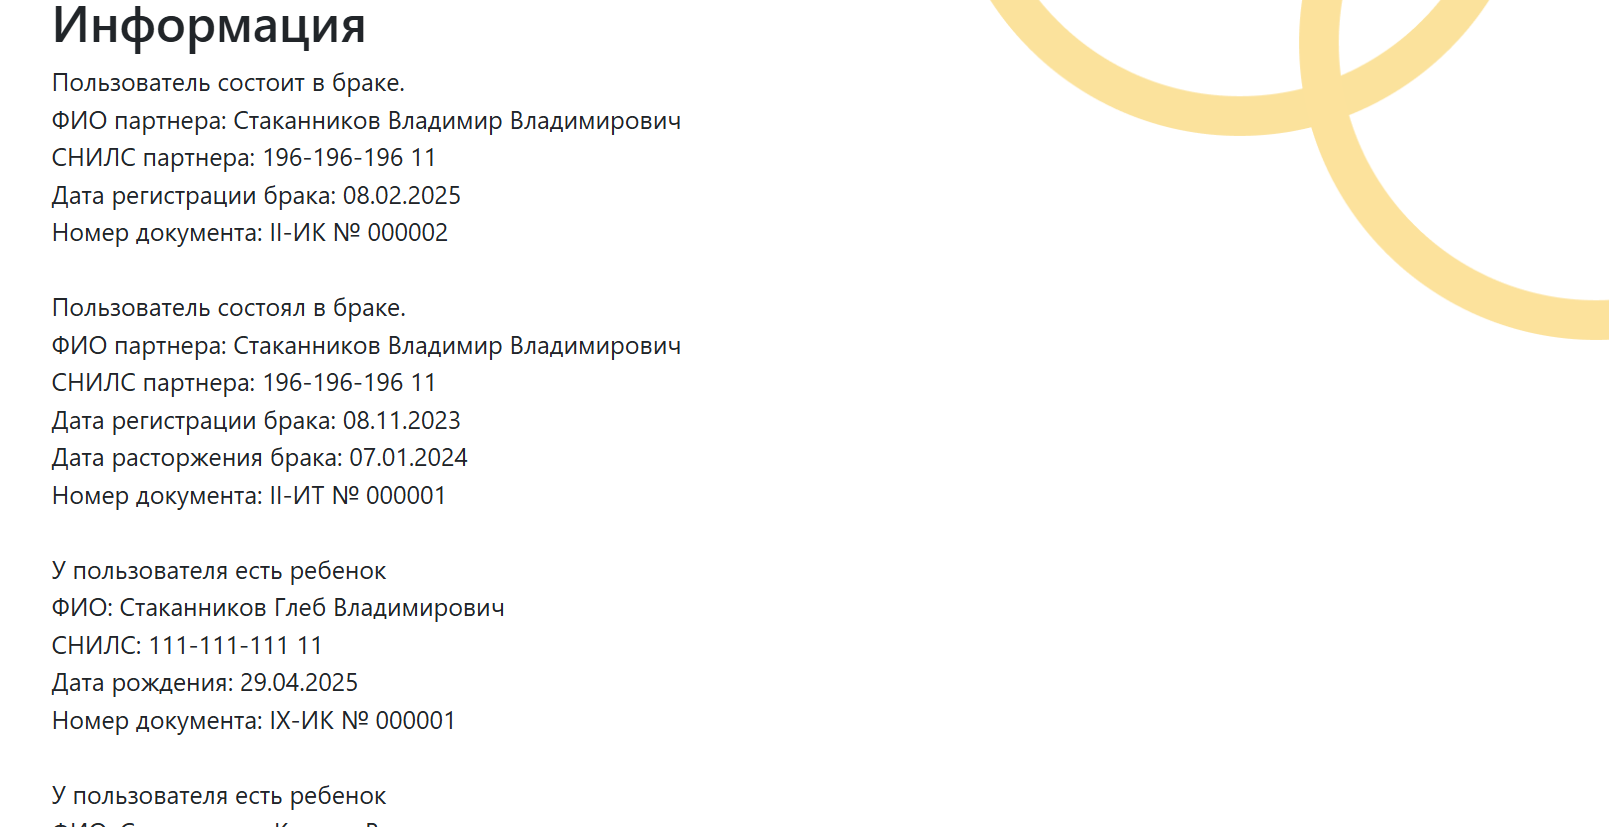 Информация
Пользователь состоит в браке.
ФИО партнера: Стаканников Владимир Владимирович
СНИЛС партнера: 196-196-196 11
Дата регистрации брака: 08.02.2025
Номер документа: II-ИК № 000002
Пользователь состоял в браке.
ФИО партнера: Стаканников Владимир Владимирович
СНИЛС партнера: 196-196-196 11
Дата регистрации брака: 08.11.2023
Дата расторжения брака: 07.01.2024
Номер документа: II-ИТ № 000001
У пользователя есть ребенок
ФИО: Стаканников Глеб Владимирович
СНИЛС: 111-111-111 11
Дата рождения: 29.04.2025
Номер документа: IX-ИК № 000001
У пользователя есть ребенок
ФИО: